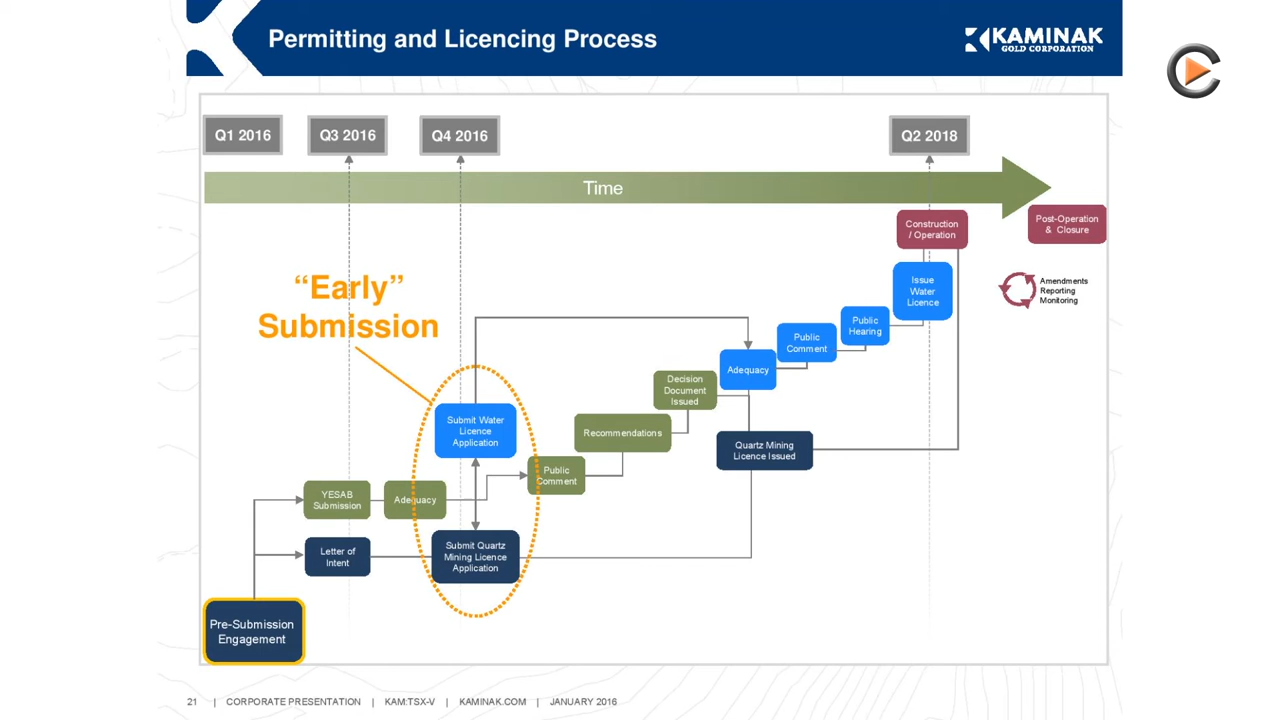 Permitting and Licencing Process
KAMINAK
GOLD CORPORATION
Q1 2016
Q3 2016
Q4 2016
Q2 2018
Time
Construction
/ Operation
Post-Operation
& Closure
Issue
Water
Licence
Amendments
Reporting
Monitoring
“Early”
Submission
Public
Hearing
Public
Comment
Adequacy
Decision
Document
Issued
Submit Water
Licence
Application
Recommendations
Quartz Mining
Licence Issued
Public
Comment
YESAB
Submission
Adequacy
Letter of
Intent
Submit Quartz
Mining Licence
Application
Pre-Submission
Engagement
21 | CORPORATE PRESENTATION | KAM:TSX-V | KAMINAK.COM | JANUARY 2016